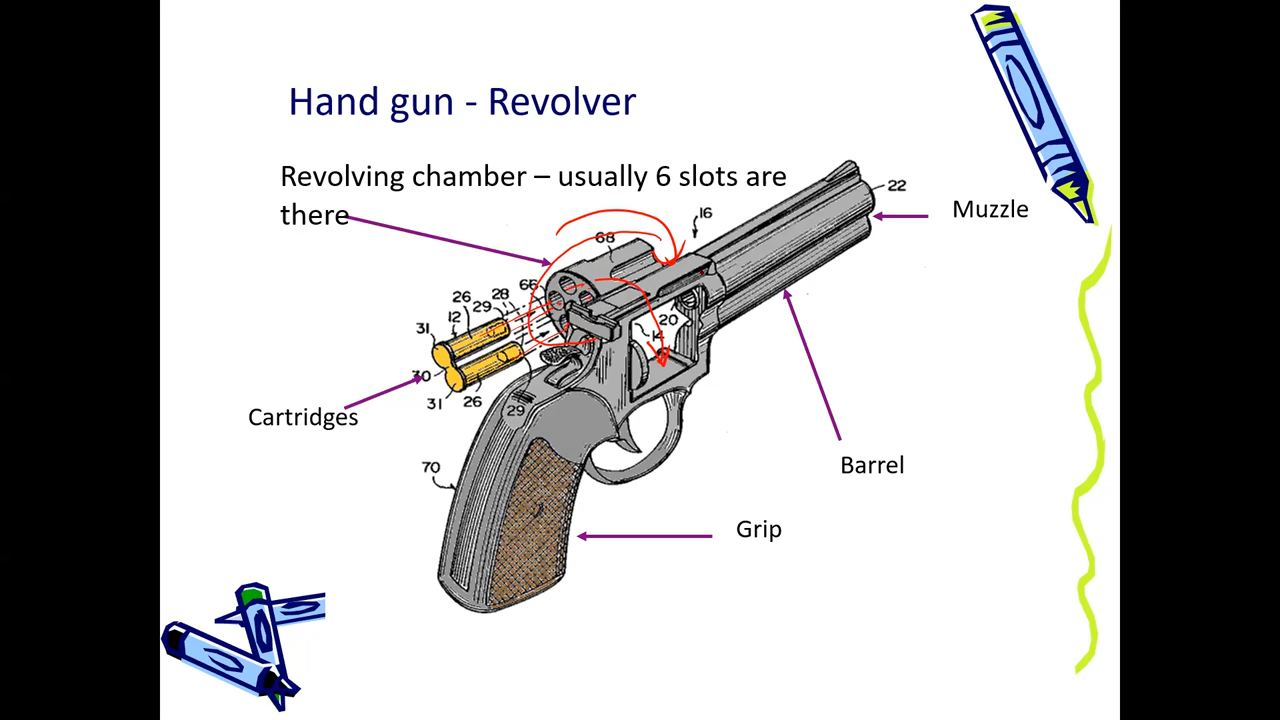 Hand gun - Revolver
Revolving chamber – usually 6 slots are
there
22
Muzzle
16
68
66
28
26
29
12
31
20
14
30
Cartridges
31
26
29
Barrel
70
Grip